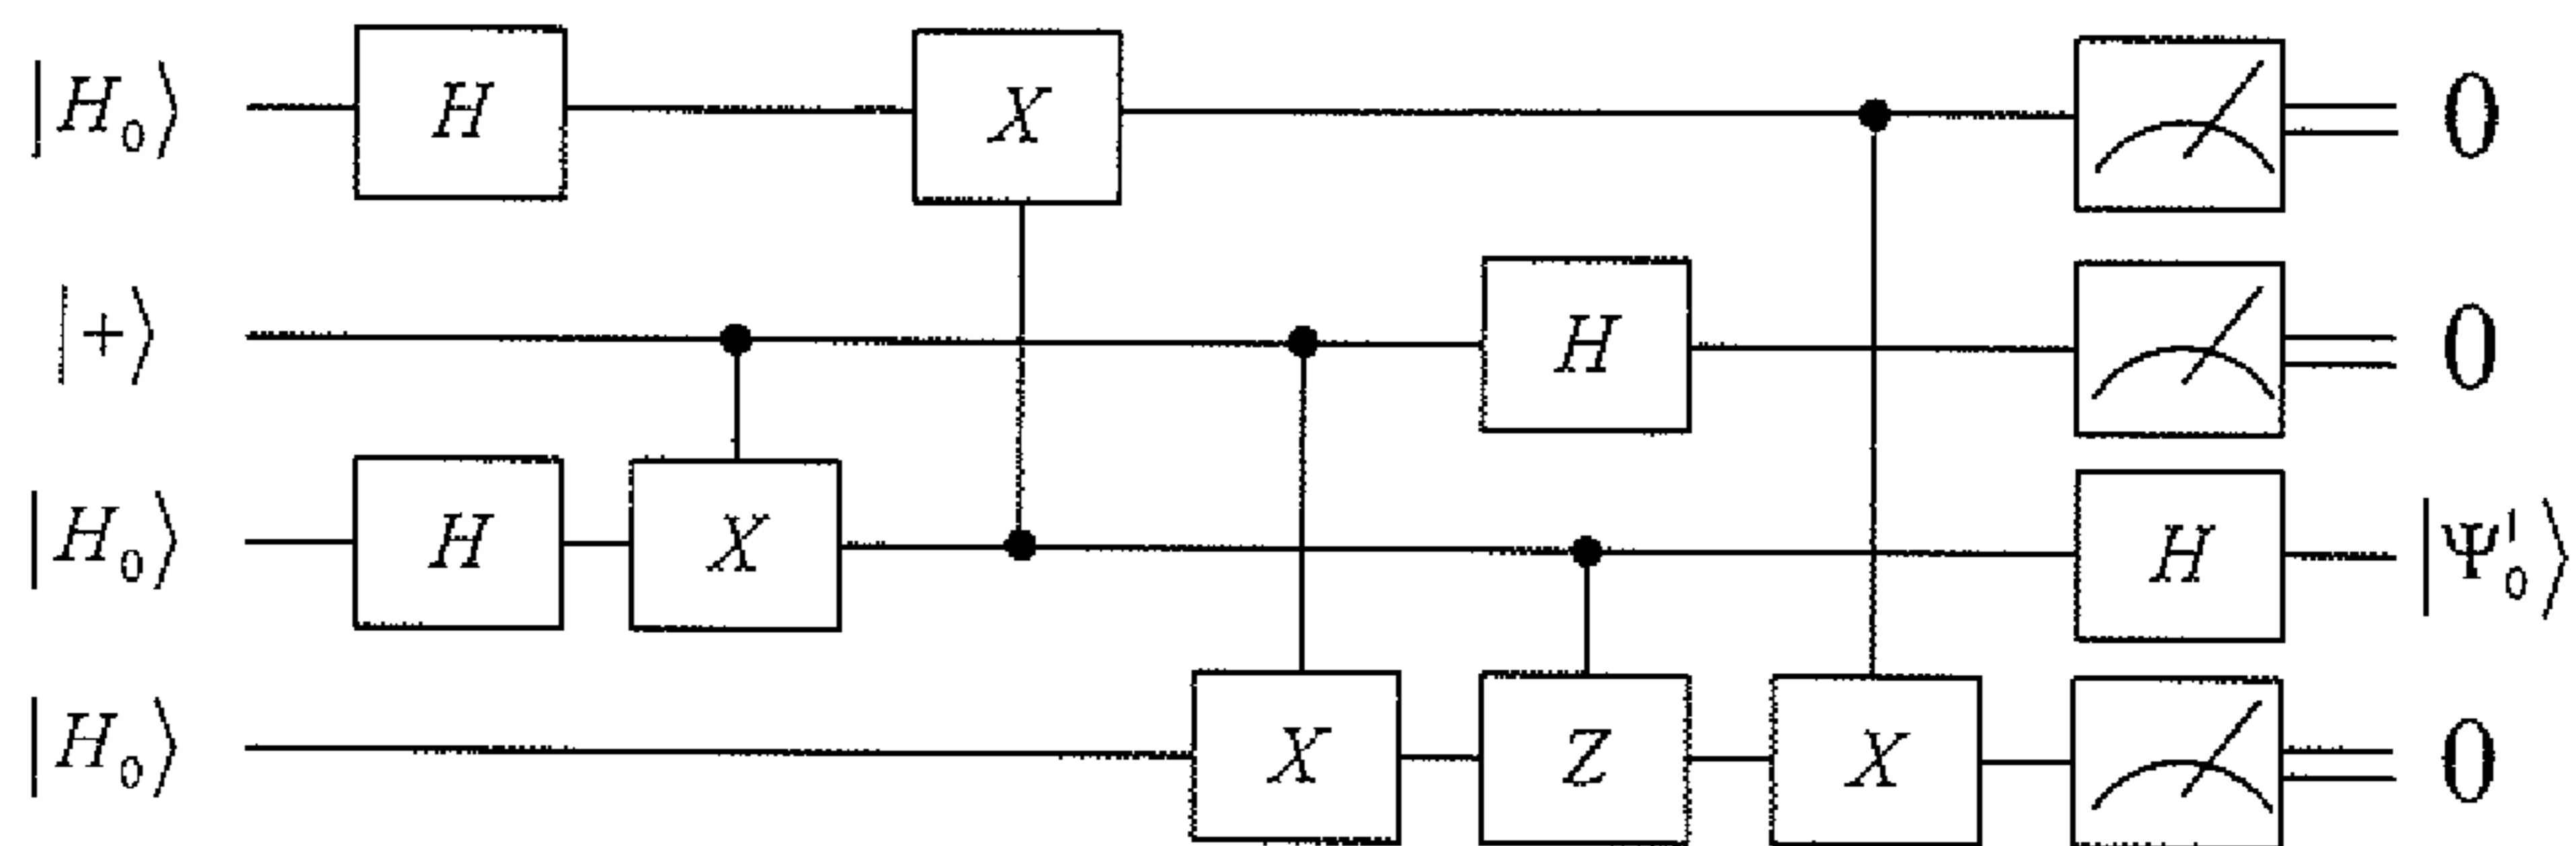 |H₀⟩ H X 0
|+⟩ H 0
|H₀⟩ H X H |Ψ′₀⟩
|H₀⟩ X Z X 0